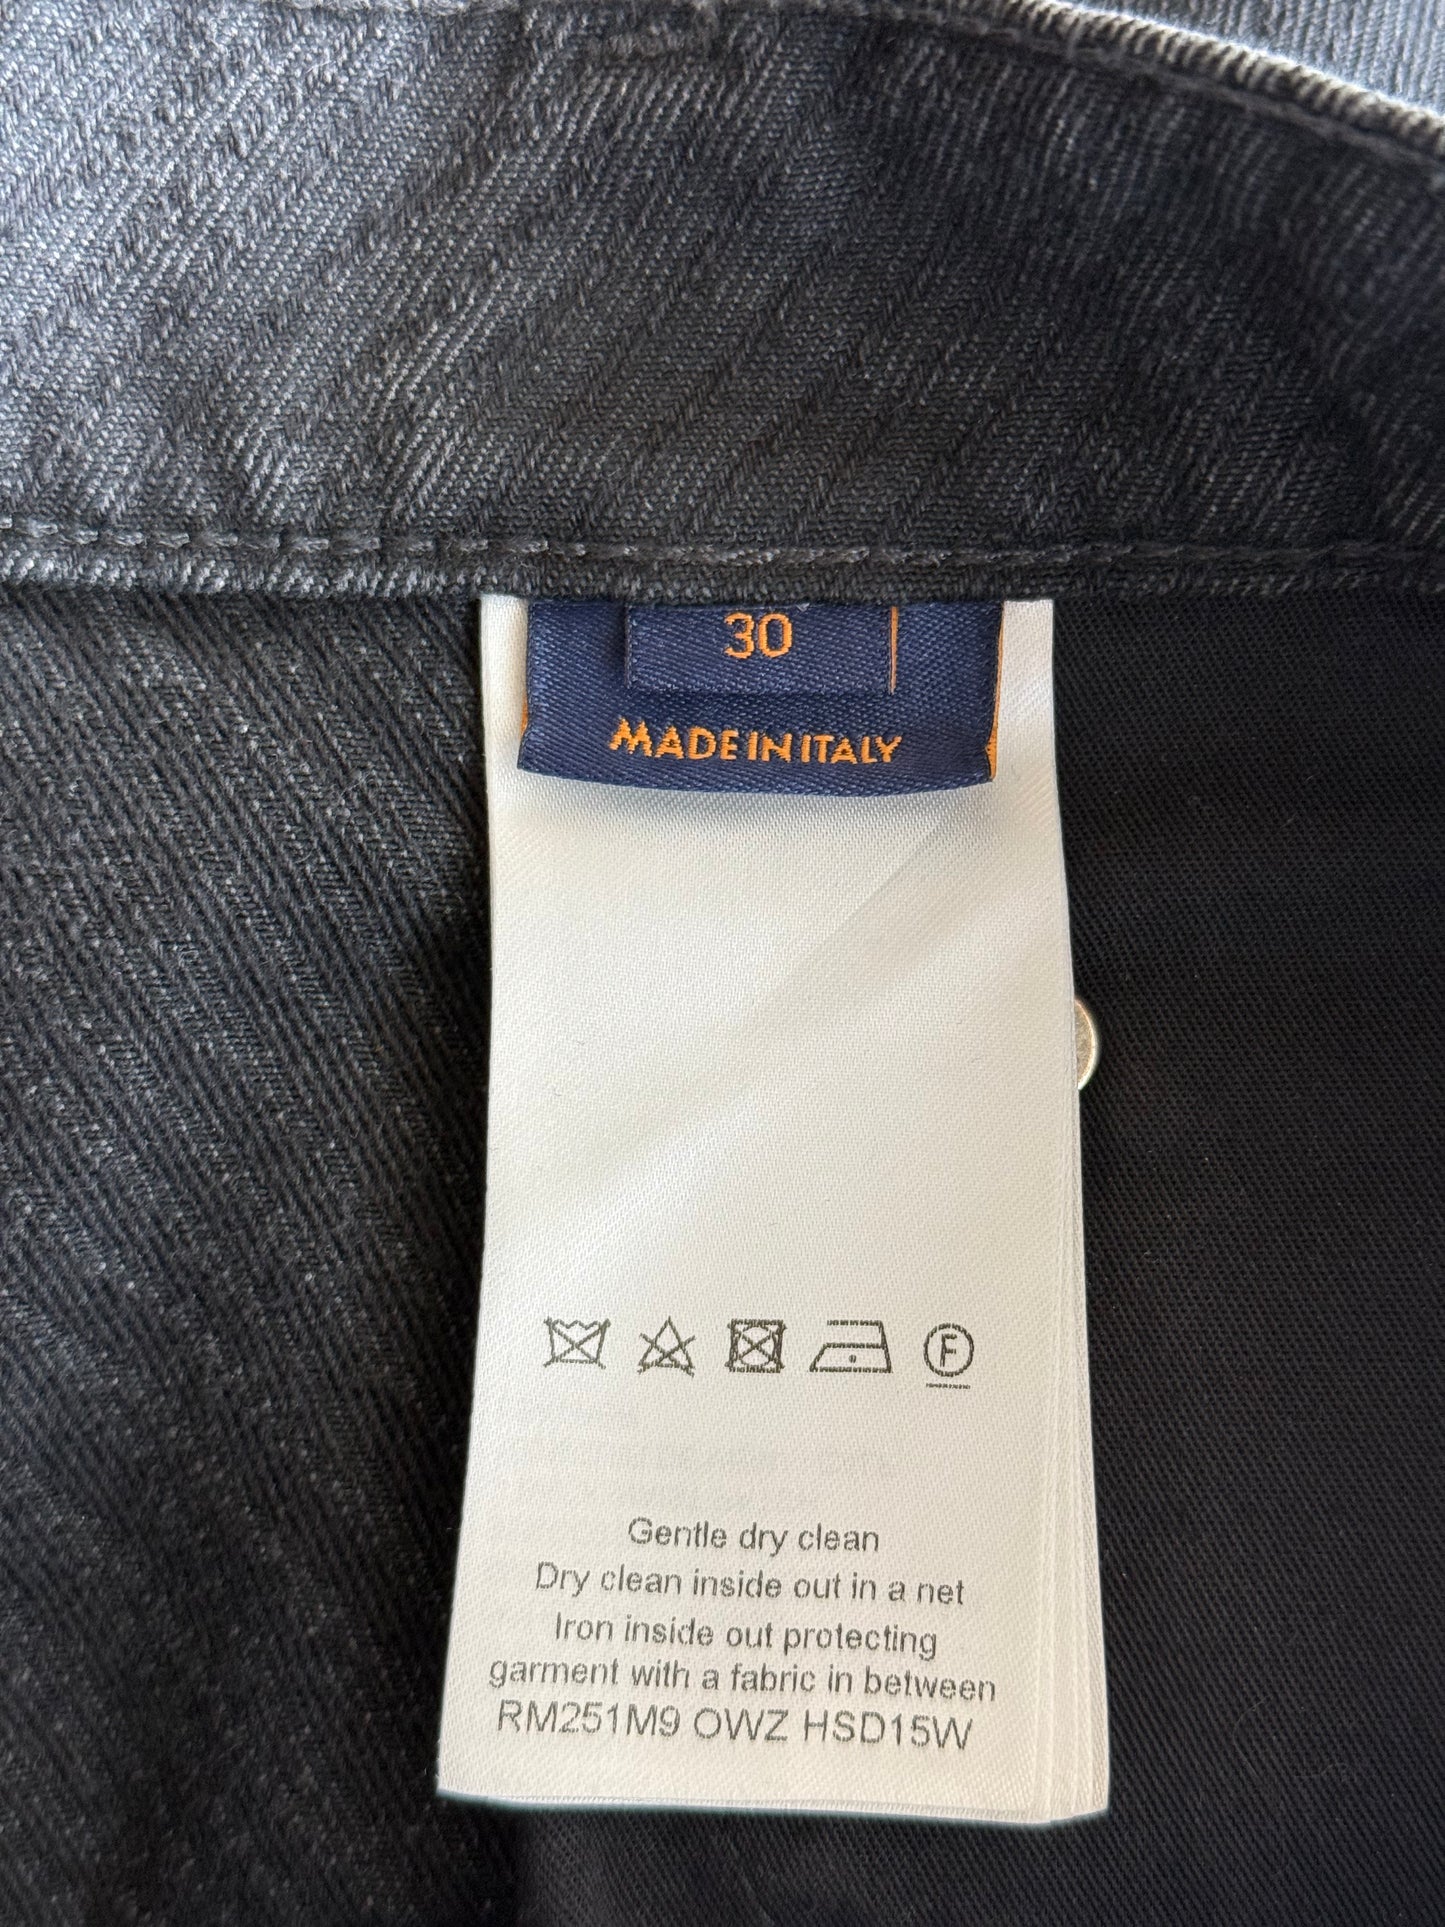 30
MADE IN ITALY
F
Gentle dry clean
Dry clean inside out in a net
Iron inside out protecting
garment with a fabric in between
RM251M9 OWZ HSD15W